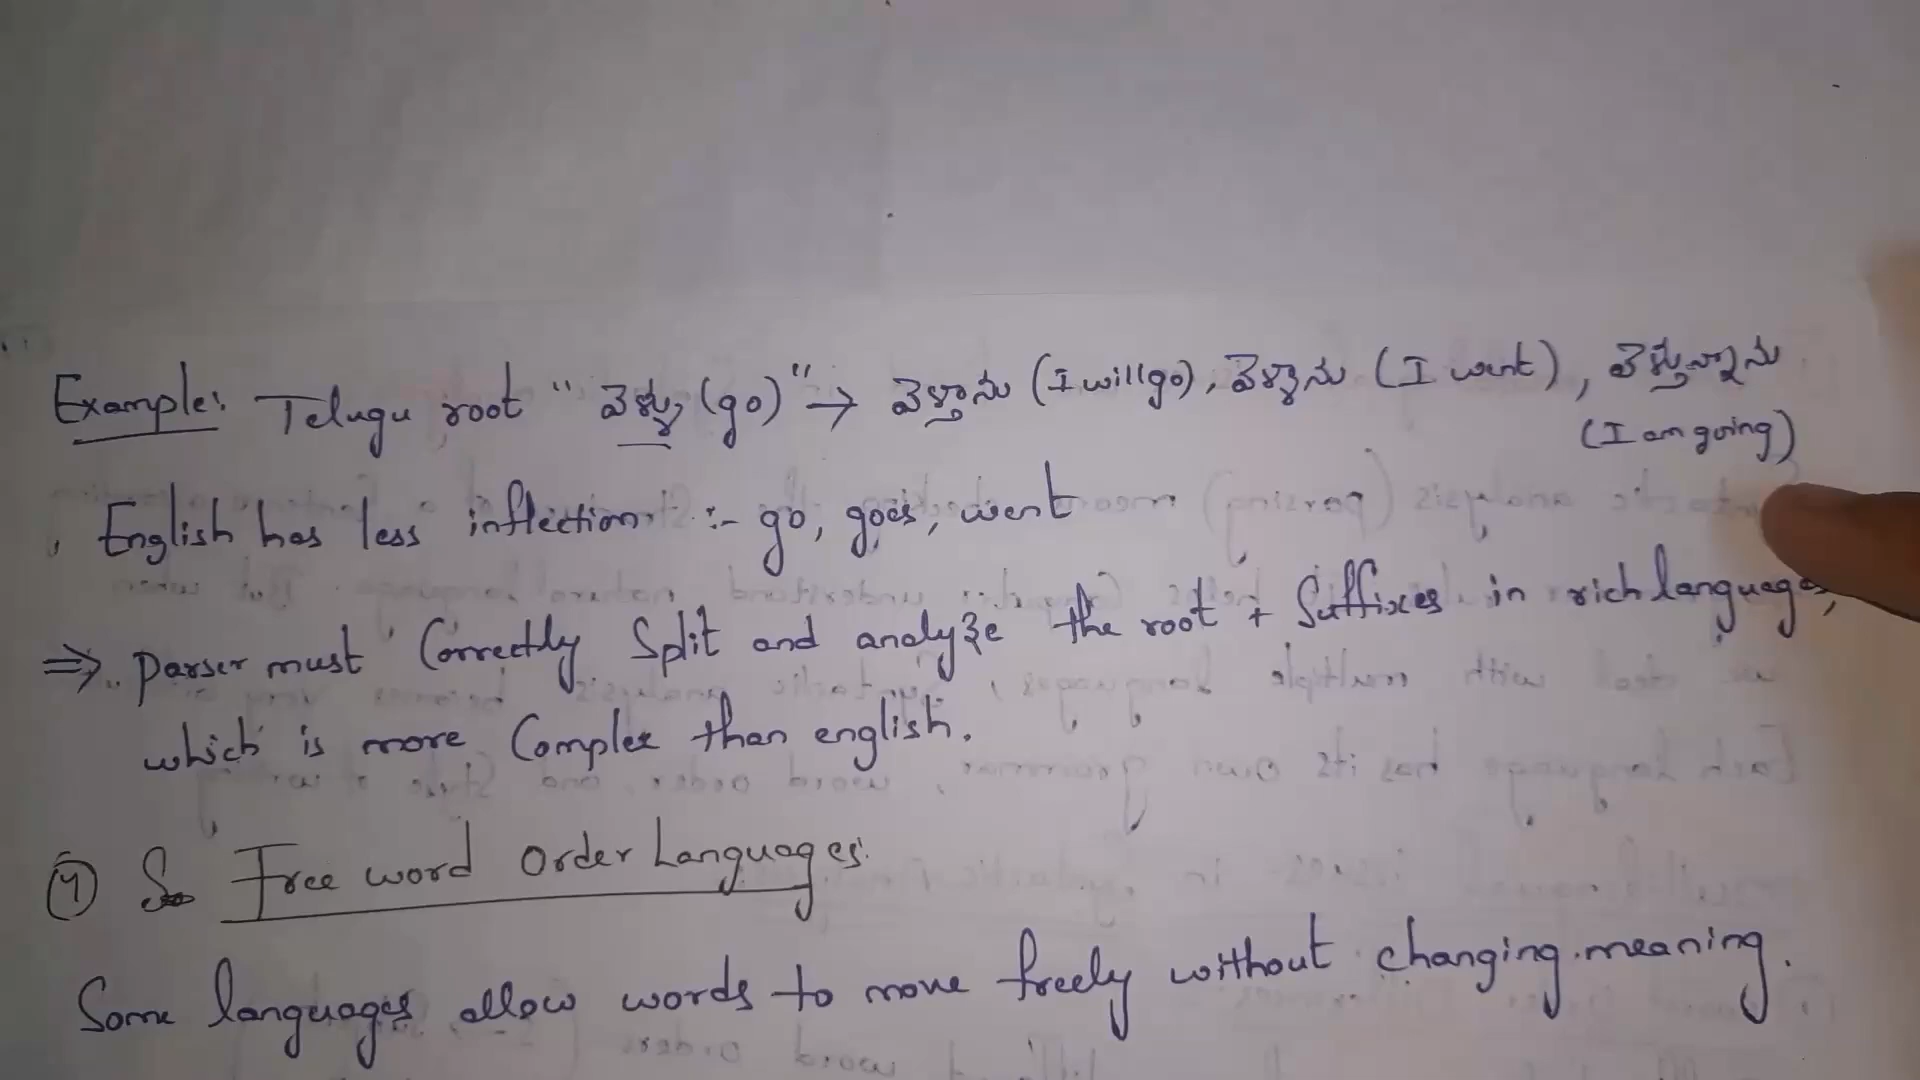 Example: Telugu root "వెళ్ళు (go)" → వెళ్తాను (I will go), వెళ్ళాను (I went), వెళ్తున్నాను
(I am going)
English has less inflection :- go, goes, went
⇒ parser must Correctly Split and analyze the root + Suffixes in rich languages,
which is more Complex than english.
④ Free word Order Languages:
Some languages allow words to move freely without changing meaning.